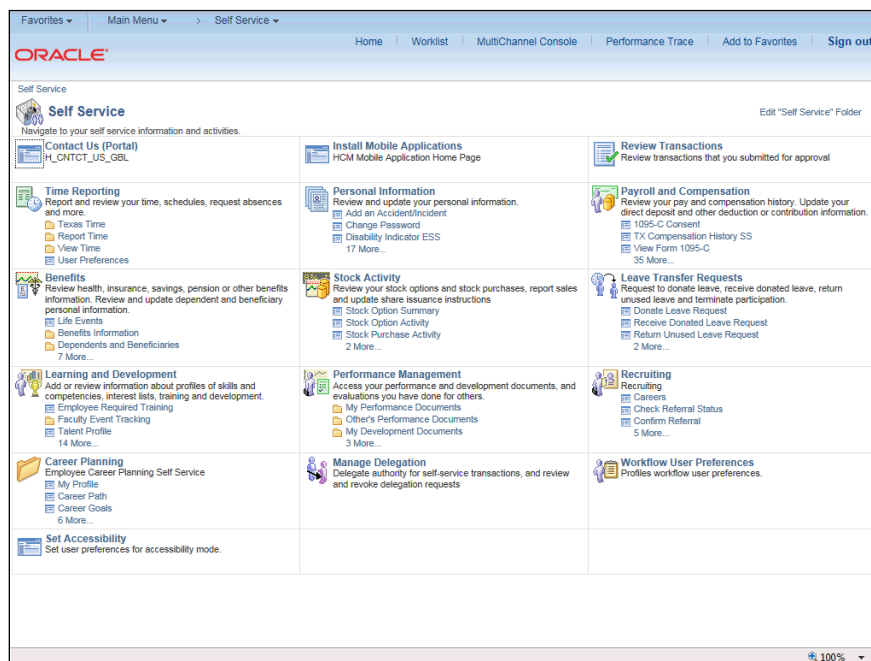 Favorites Main Menu > Self Service
Home Worklist MultiChannel Console Performance Trace Add to Favorites Sign out
ORACLE
Self Service
Self Service
Edit "Self Service" Folder
Navigate to your self service information and activities.
Contact Us (Portal)
H_CNTCT_US_GBL
Install Mobile Applications
HCM Mobile Application Home Page
Review Transactions
Review transactions that you submitted for approval
Time Reporting
Report and review your time, schedules, request absences
and more.
Texas Time
Report Time
View Time
User Preferences
Personal Information
Review and update your personal information.
Add an Accident/Incident
Change Password
Disability Indicator ESS
17 More...
Payroll and Compensation
Review your pay and compensation history. Update your
direct deposit and other deduction or contribution information.
1095-C Consent
TX Compensation History SS
View Form 1095-C
35 More...
Benefits
Review health, insurance, savings, pension or other benefits
information. Review and update dependent and beneficiary
personal information.
Life Events
Benefits Information
Dependents and Beneficiaries
7 More...
Stock Activity
Review your stock options and stock purchases, report sales
and update share issuance instructions
Stock Option Summary
Stock Option Activity
Stock Purchase Activity
2 More...
Leave Transfer Requests
Request to donate leave, receive donated leave, return
unused leave and terminate participation.
Donate Leave Request
Receive Donated Leave Request
Return Unused Leave Request
2 More...
Learning and Development
Add or review information about profiles of skills and
competencies, interest lists, training and development.
Employee Required Training
Faculty Event Tracking
Talent Profile
14 More...
Performance Management
Access your performance and development documents, and
evaluations you have done for others.
My Performance Documents
Other's Performance Documents
My Development Documents
3 More...
Recruiting
Recruiting
Careers
Check Referral Status
Confirm Referral
5 More...
Career Planning
Employee Career Planning Self Service
My Profile
Career Path
Career Goals
6 More...
Manage Delegation
Delegate authority for self-service transactions, and review
and revoke delegation requests
Workflow User Preferences
Profiles workflow user preferences.
Set Accessibility
Set user preferences for accessibility mode.
100%